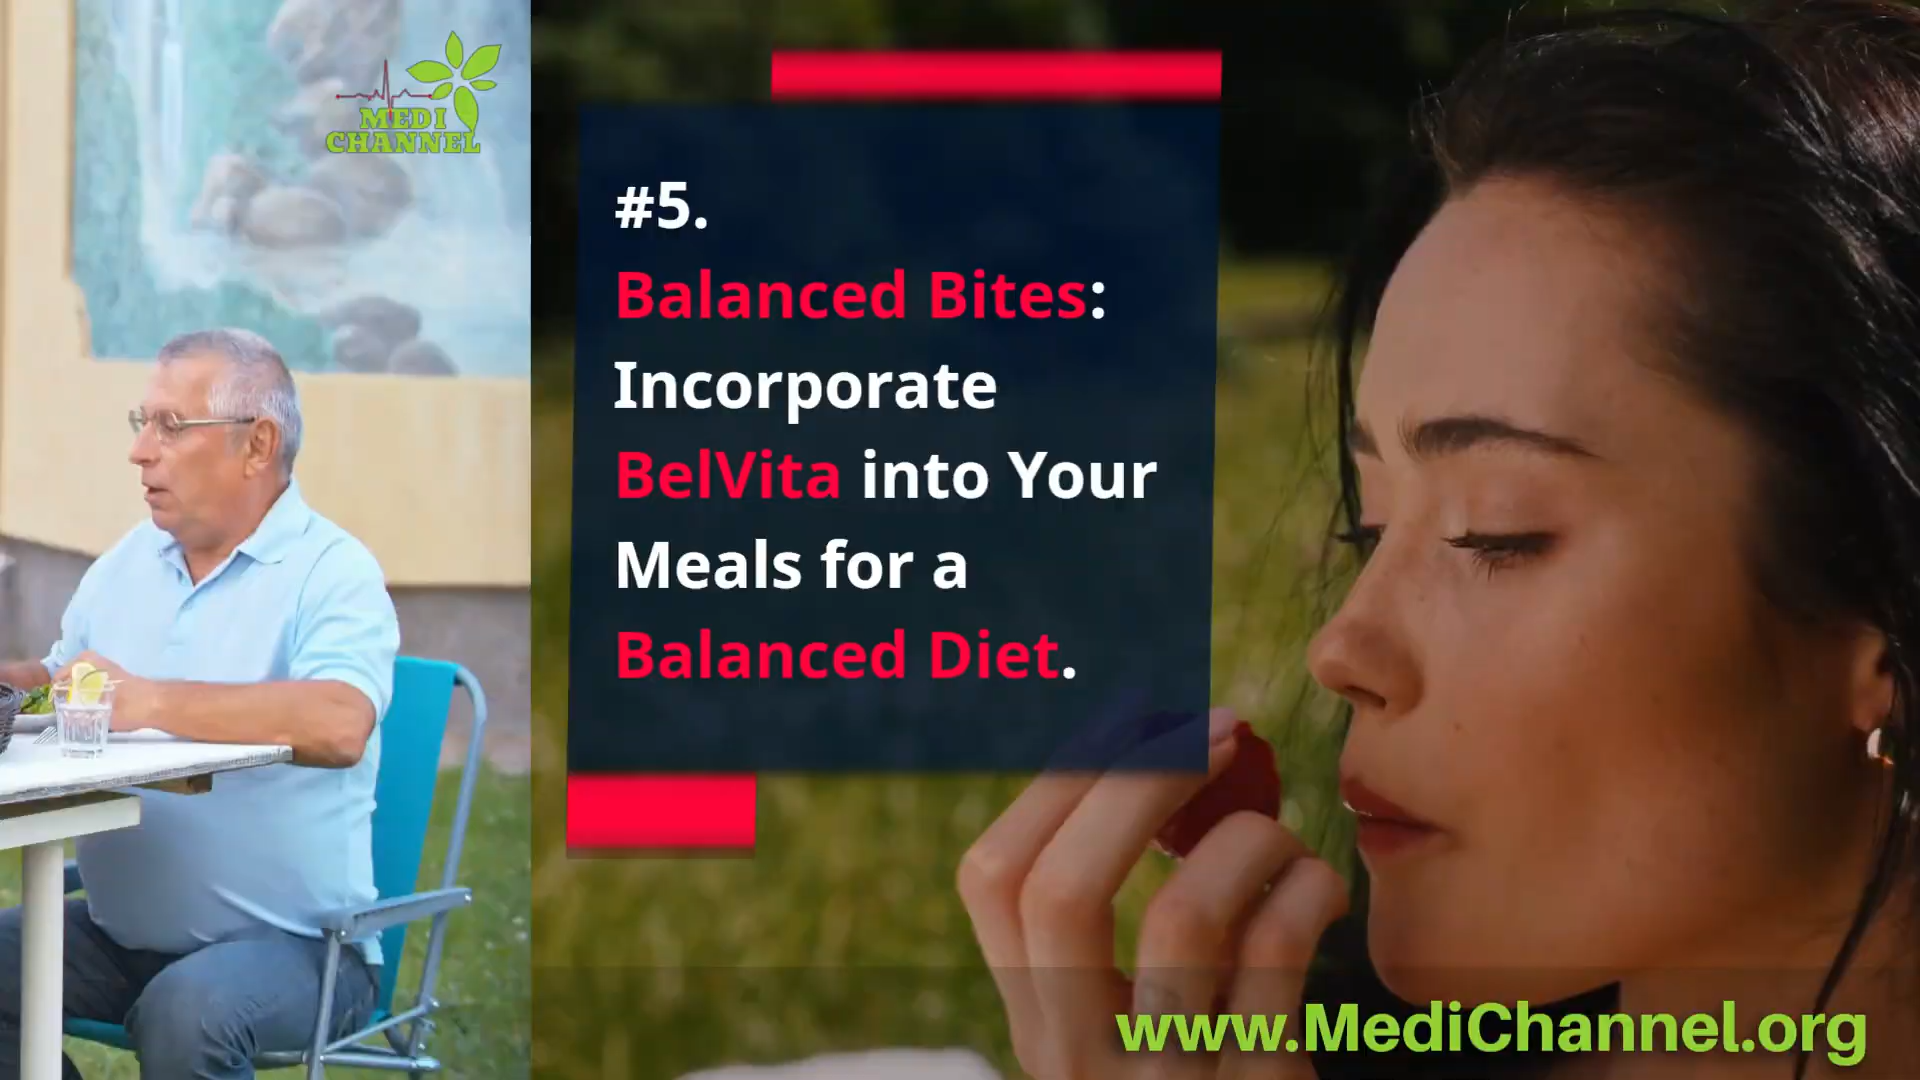 MEDI
CHANNEL
#5.
Balanced Bites:
Incorporate
BelVita into Your
Meals for a
Balanced Diet.
www.MediChannel.org